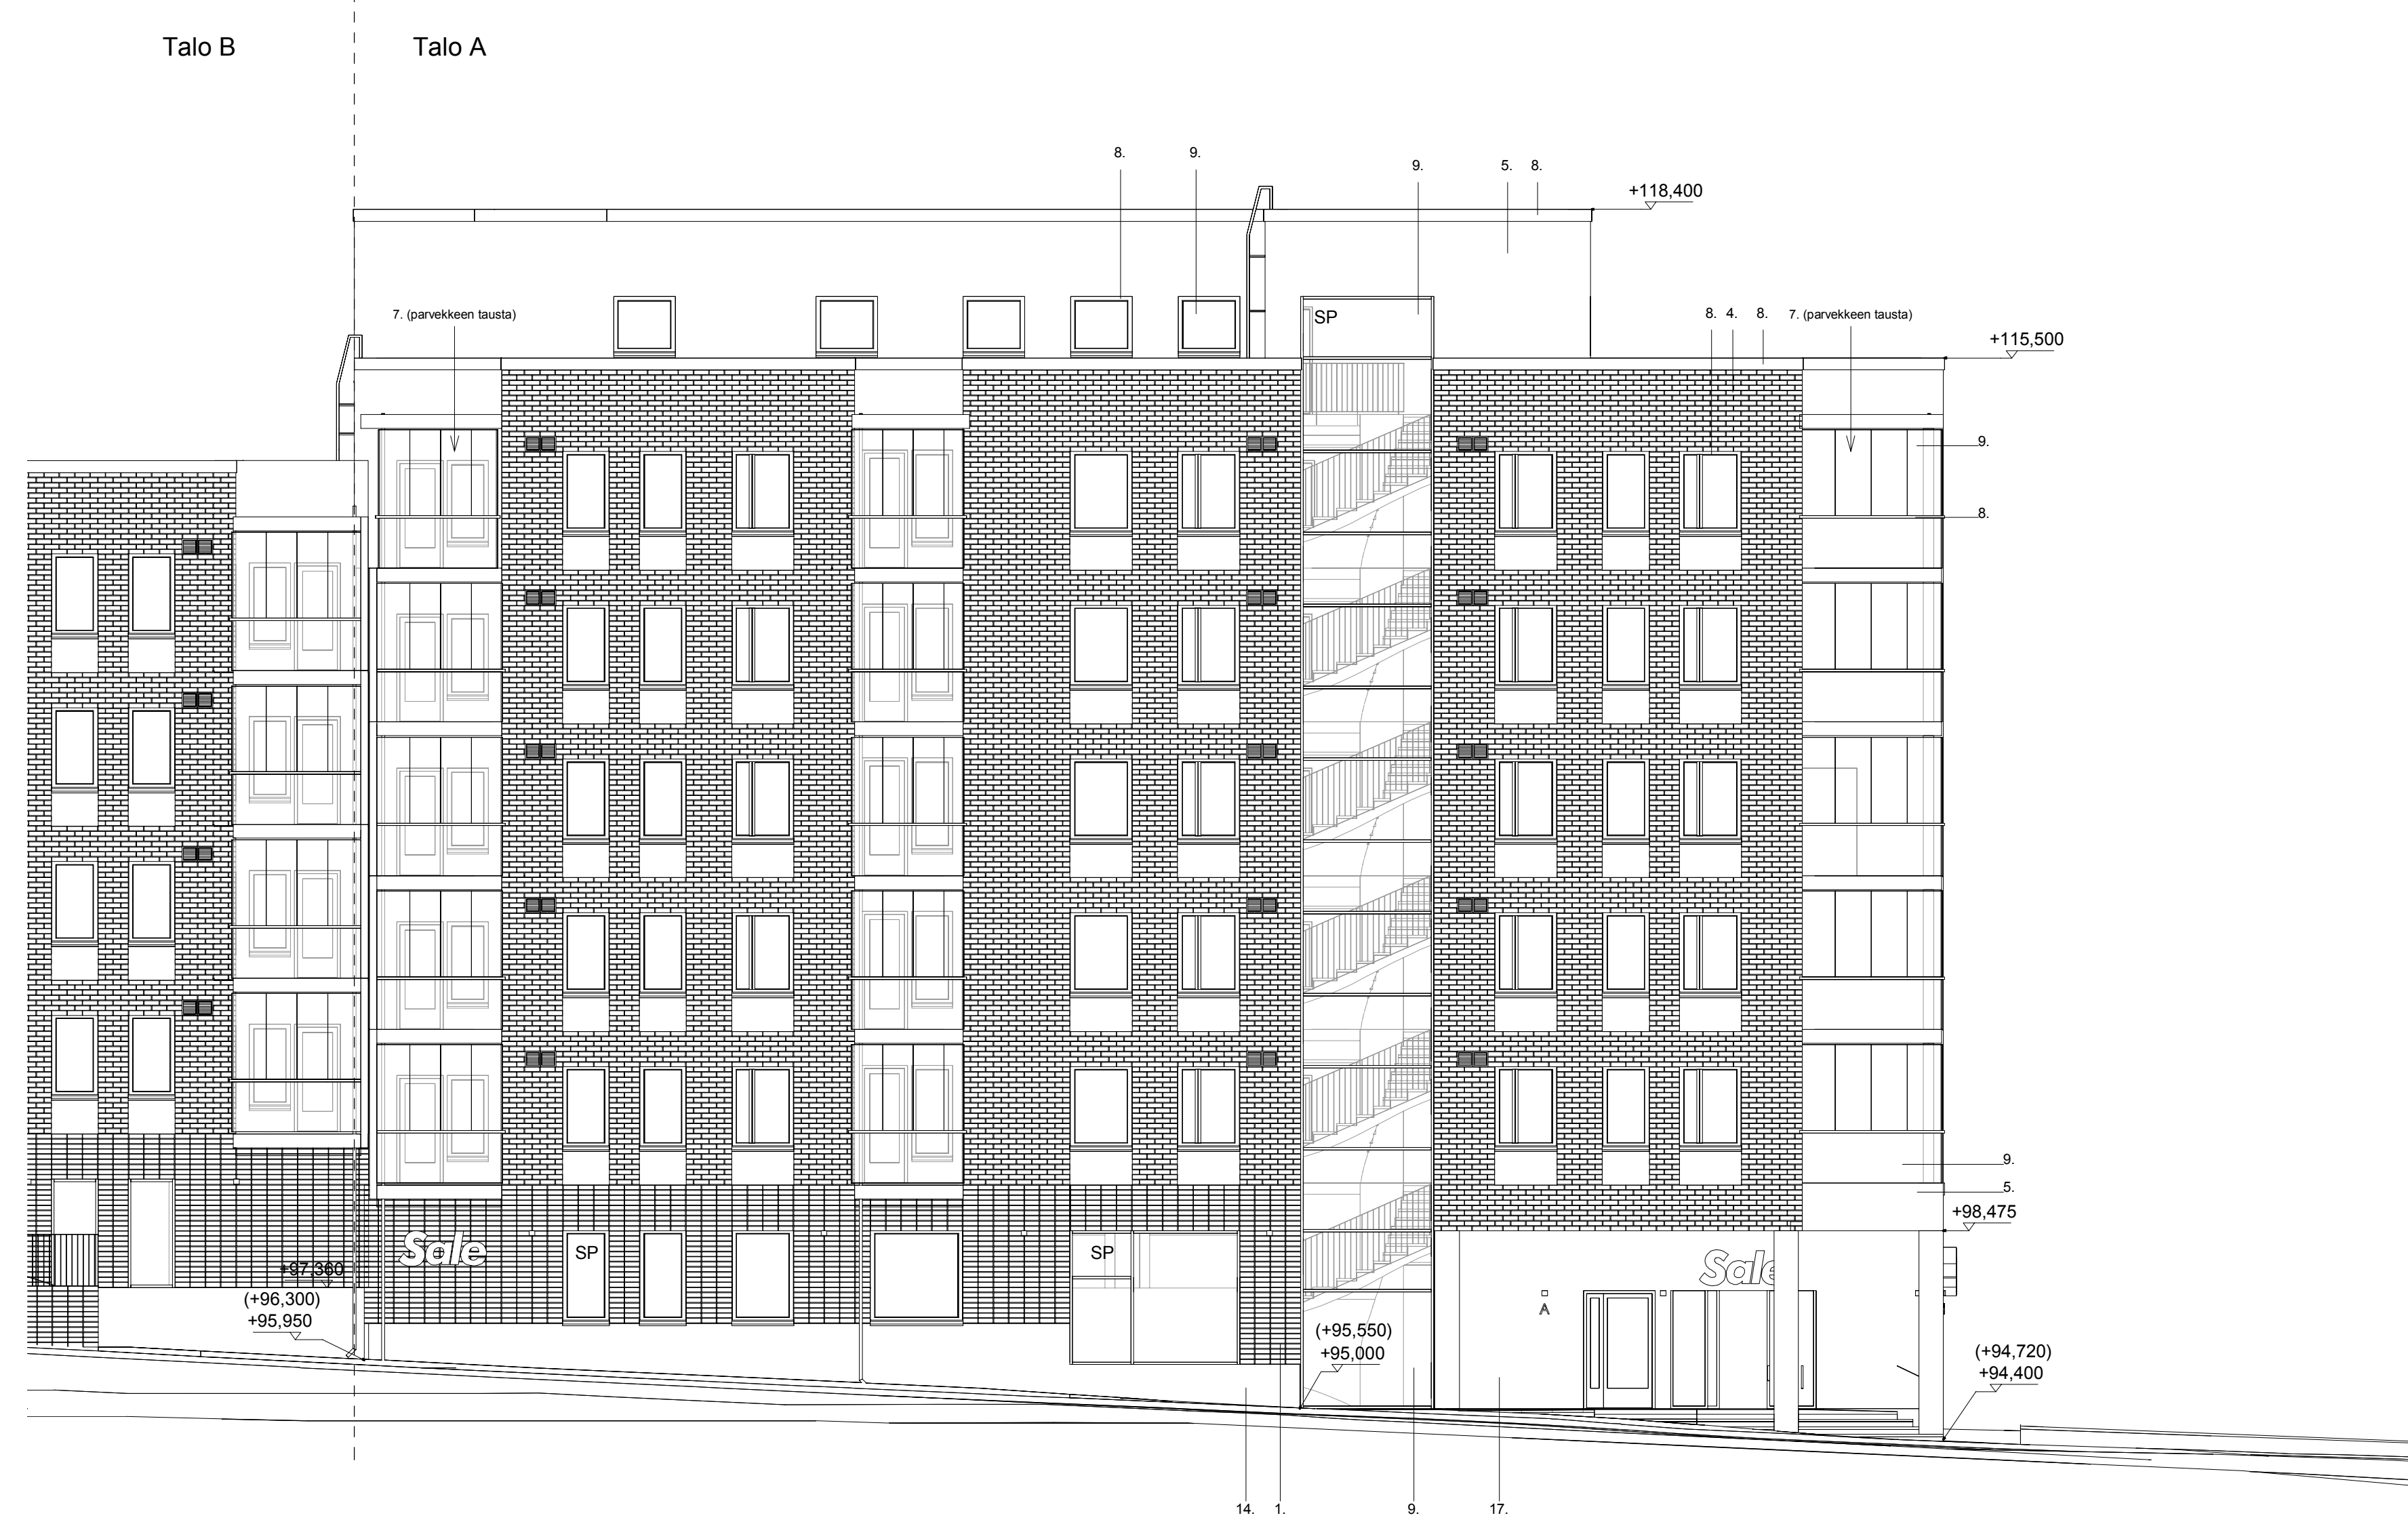 Talo B
Talo A
8.
9.
9.
5.
8.
+118,400
7. (parvekkeen tausta)
SP
8.
4.
8.
7. (parvekkeen tausta)
+115,500
9.
8.
9.
5.
+98,475
Sale
SP
SP
Sale
+97,360
(+96,300)
+95,950
A
(+95,550)
+95,000
(+94,720)
+94,400
14.
1.
9.
17.